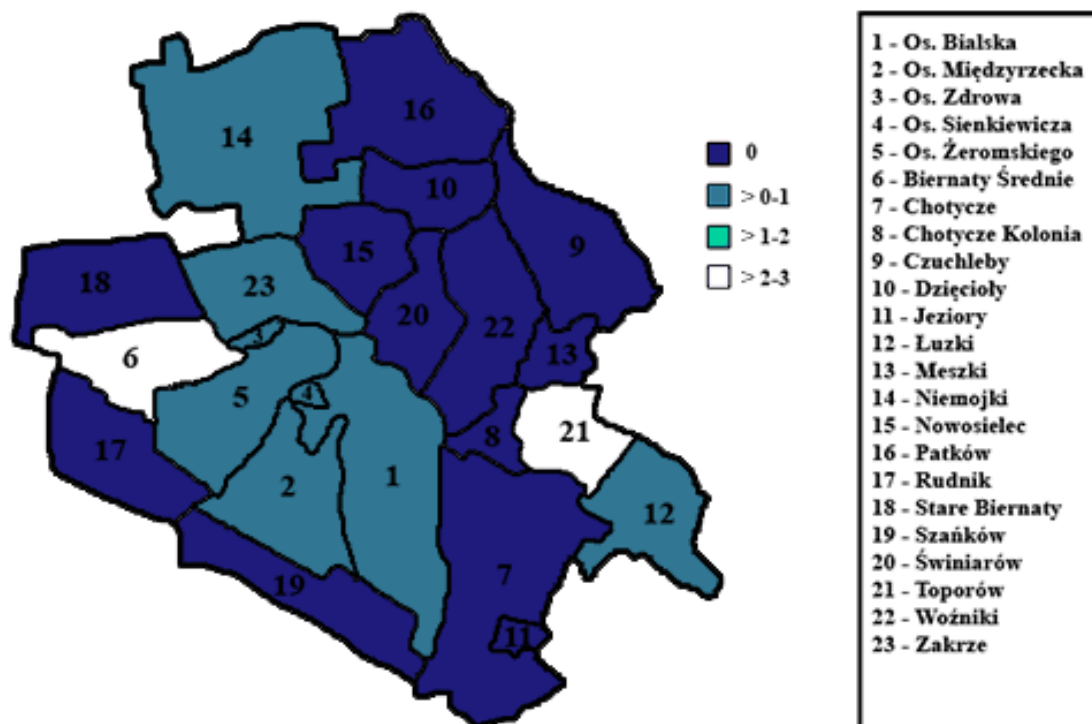 14
16
10
15
9
18
23
20
22
3
6
13
5
4
21
8
17
2
1
12
19
7
11
0
> 0-1
> 1-2
> 2-3
1 - Os. Bialska
2 - Os. Międzyrzecka
3 - Os. Zdrowa
4 - Os. Sienkiewicza
5 - Os. Żeromskiego
6 - Biernaty Średnie
7 - Chotycze
8 - Chotycze Kolonia
9 - Czuchleby
10 - Dzięcioły
11 - Jeziory
12 - Luzki
13 - Meszki
14 - Niemojki
15 - Nowosielec
16 - Patków
17 - Rudnik
18 - Stare Biernaty
19 - Szańków
20 - Świniarów
21 - Toporów
22 - Woźniki
23 - Zakrze